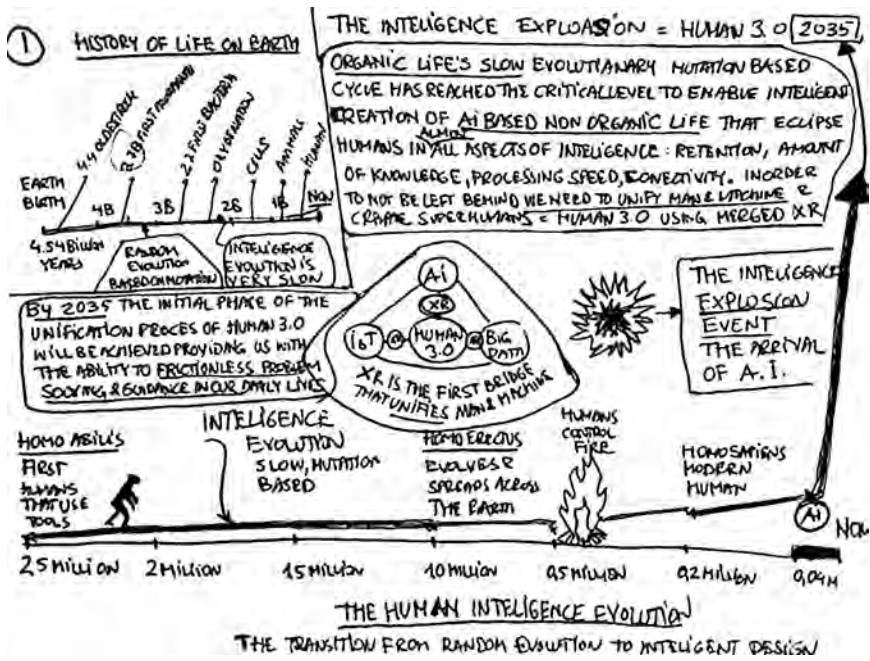 1
HISTORY OF LIFE ON EARTH
4.4 OLDEST ROCK
2.2 FIRST BACTERIA
OXYGENATION
CELLS
ANIMALS
HUMAN
EARTH
BIRTH
4B
3B
2B
1B
NOW
4.54 BILLION
YEARS
RANDOM
EVOLUTION
BASED ON MUTATION
INTELLIGENCE
EVOLUTION IS
VERY SLOW
THE INTELIGENCE EXPLOASION = HUMAN 3.0 2035
ORGANIC LIFE'S SLOW EVOLUTIONARY MUTATION BASED
CYCLE HAS REACHED THE CRITICAL LEVEL TO ENABLE INTELIGENT
CREATION OF Ai BASED NON ORGANIC LIFE THAT ECLIPSE
ALMOST
HUMANS IN ALL ASPECTS OF INTELIGENCE: RETENTION, AMOUNT
OF KNOWLEDGE, PROCESSING SPEED, CONECTIVITY. IN ORDER
TO NOT BE LEFT BEHIND WE NEED TO UNIFY MAN & MACHINE &
CREATE SUPERHUMANS = HUMAN 3.0 USING MERGED XR
BY 2035 THE INITIAL PHASE OF THE
UNIFICATION PROCES OF HUMAN 3.0
WILL BE ACHIEVED PROVIDING US WITH
THE ABILITY TO FRICTIONLESS PROBLEM
SOLVING & GUIDANCE IN OUR DAILY LIVES
Ai
XR
IoT
HUMAN
3.0
BIG
DATA
XR IS THE FIRST BRIDGE
THAT UNIFIES MAN & MACHINE
THE INTELIGENCE
EXPLOSION
EVENT
THE ARRIVAL
OF A.I.
HOMO ABILIS
FIRST
HUMANS
THAT USE
TOOLS
INTELIGENCE
EVOLUTION
SLOW, MUTATION
BASED
HOMO ERECTUS
EVOLVES &
SPREADS ACROSS
THE EARTH
HUMANS
CONTROL
FIRE
HOMOSAPIENS
MODERN
HUMAN
Ai
NOW
2.5 MILLION
2 MILLION
1.5 MILLION
1.0 MILLION
0.5 MILLION
0.2 MILLION
0,04M
THE HUMAN INTELIGENCE EVOLUTION
THE TRANSITION FROM RANDOM EVOLUTION TO INTELIGENT DESIGN